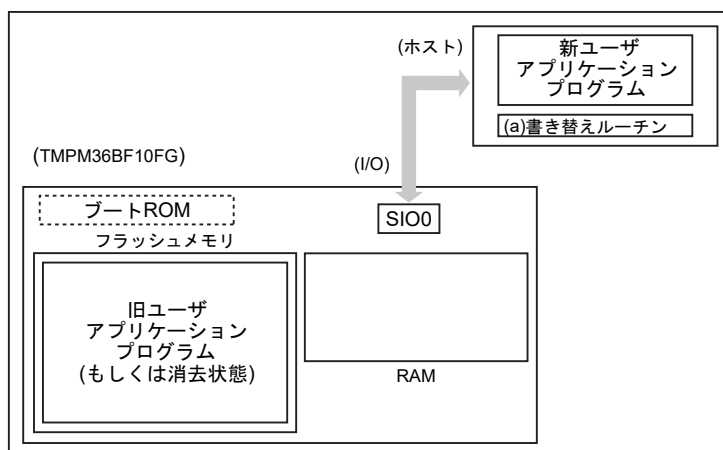 (ホスト)
新ユーザ
アプリケーション
プログラム
(a)書き替えルーチン
(TMPM36BF10FG)
(I/O)
ブートROM
SIO0
フラッシュメモリ
旧ユーザ
アプリケーション
プログラム
(もしくは消去状態)
RAM